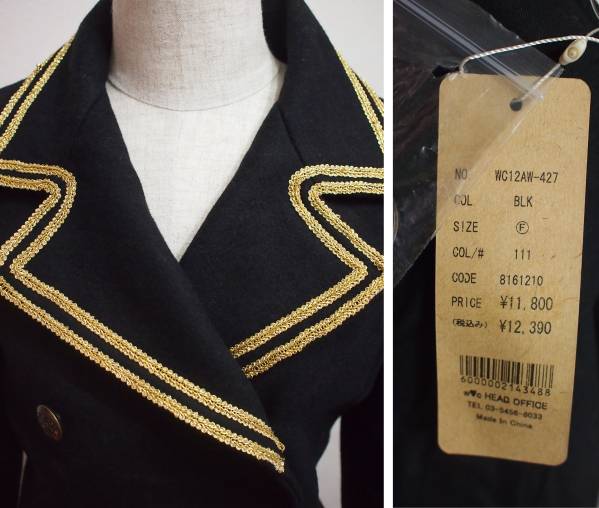 NO. WC12AW-427
COL BLK
SIZE Ⓕ
COL/# 111
CODE 8161210
PRICE ¥11,800
(税込み) ¥12,390
6000002143488
w♥c HEAD OFFICE
TEL 03-5456-6033
Made In China